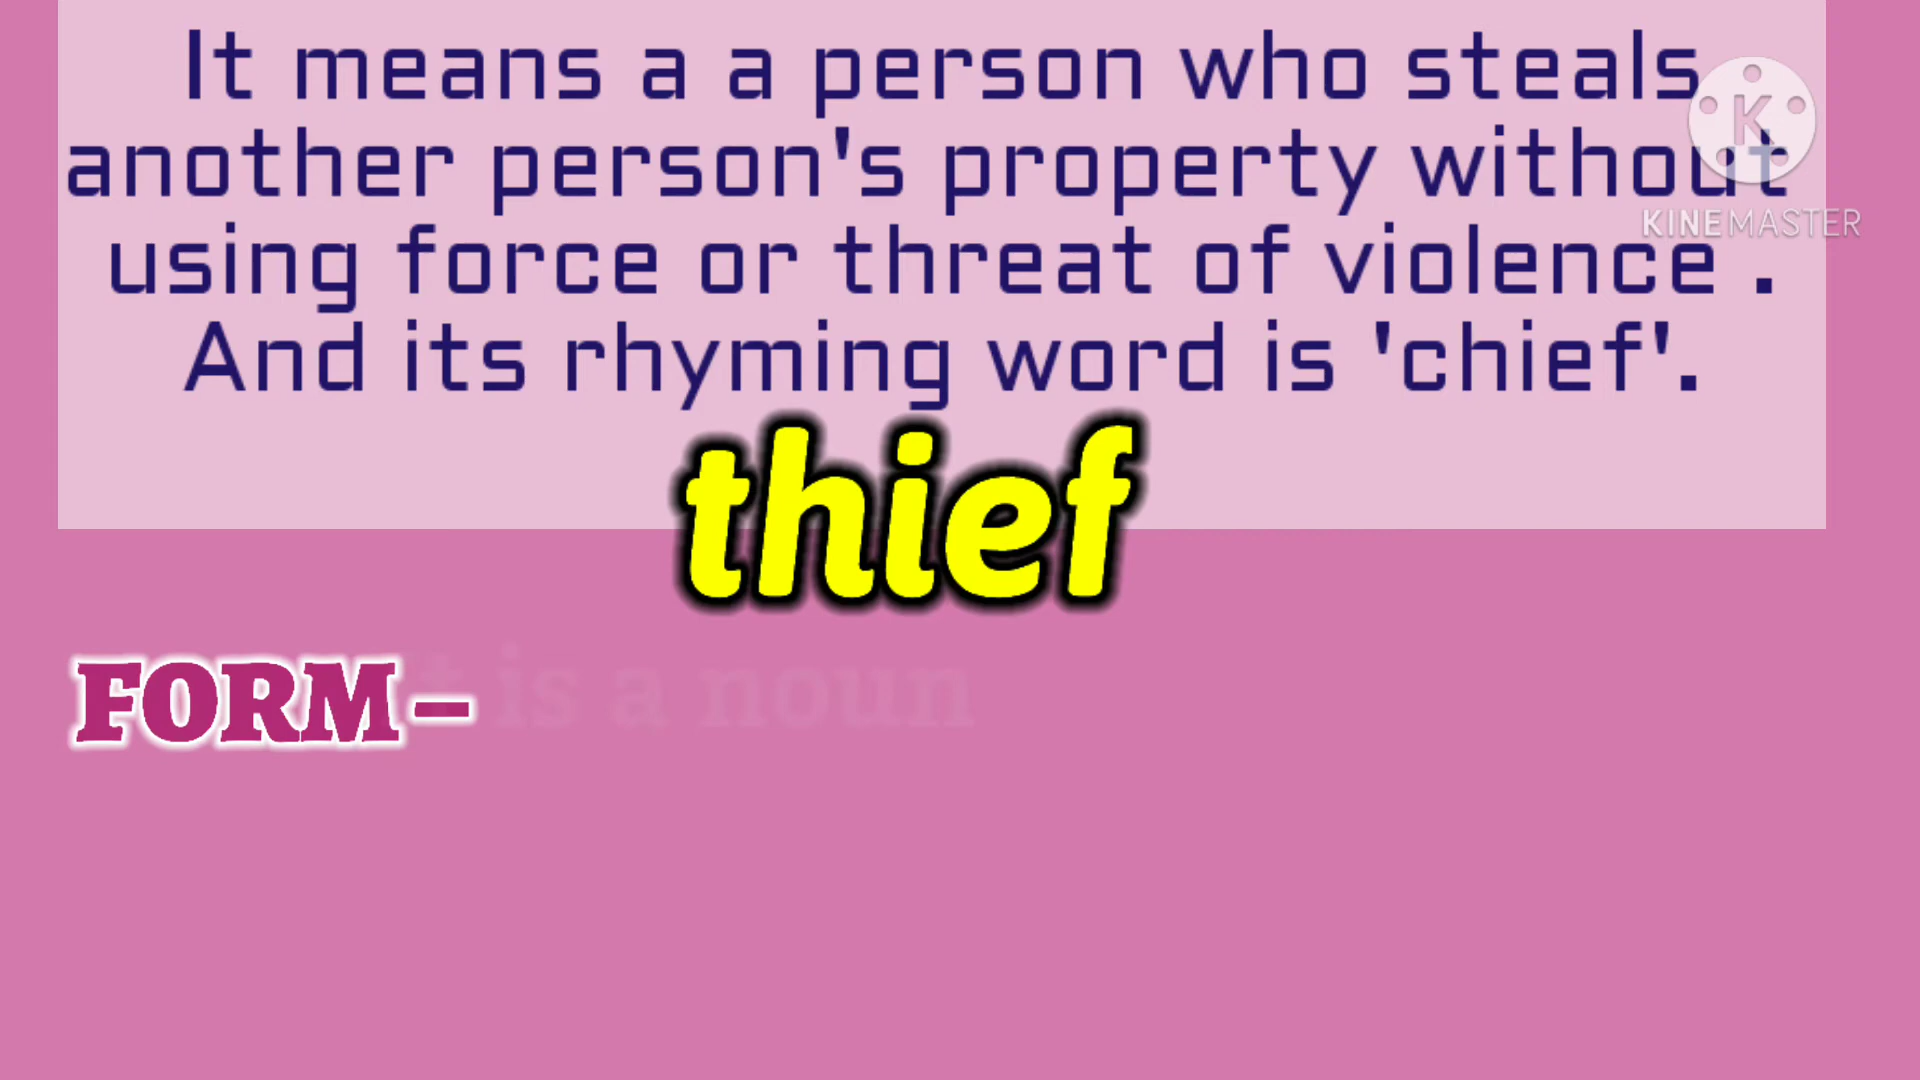 It means a a person who steals
another person's property without
using force or threat of violence .
And its rhyming word is 'chief'.
thief
FORM – It is a noun
K
KINEMASTER